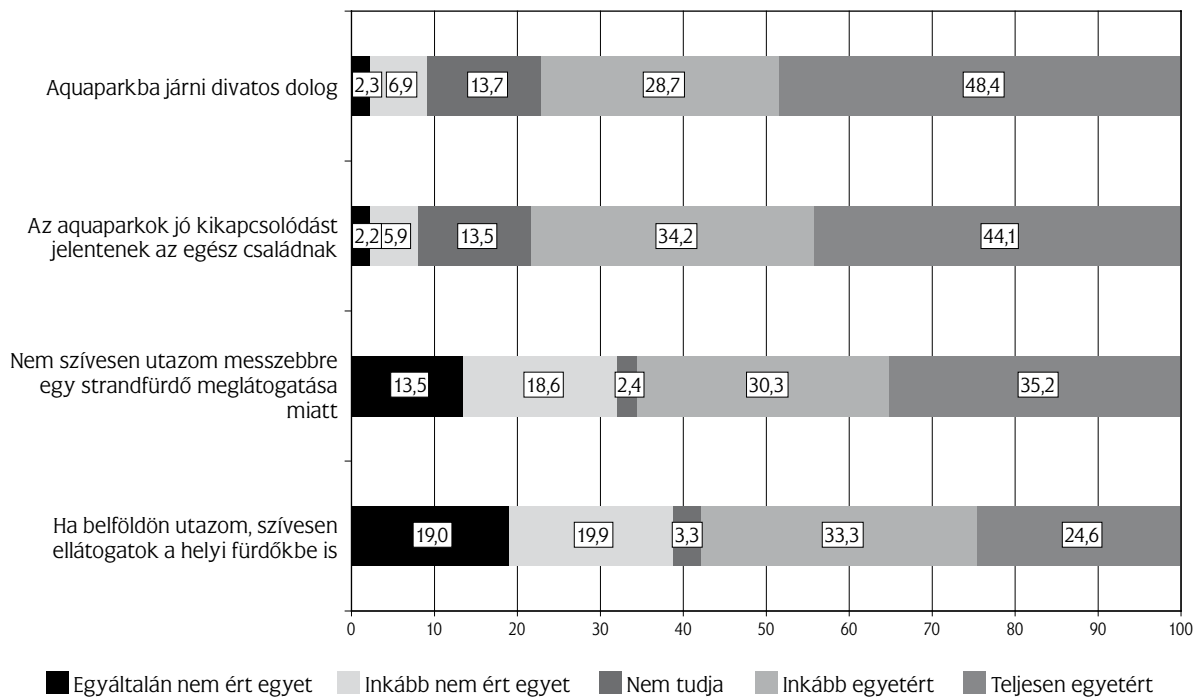 Aquaparkba járni divatos dolog
2,3 6,9 13,7 28,7 48,4
Az aquaparkok jó kikapcsolódást
jelentenek az egész családnak
2,2 5,9 13,5 34,2 44,1
Nem szívesen utazom messzebbre
egy strandfürdő meglátogatása
miatt
13,5 18,6 2,4 30,3 35,2
Ha belföldön utazom, szívesen
ellátogatok a helyi fürdőkbe is
19,0 19,9 3,3 33,3 24,6
0 10 20 30 40 50 60 70 80 90 100
Egyáltalán nem ért egyet Inkább nem ért egyet Nem tudja Inkább egyetért Teljesen egyetért